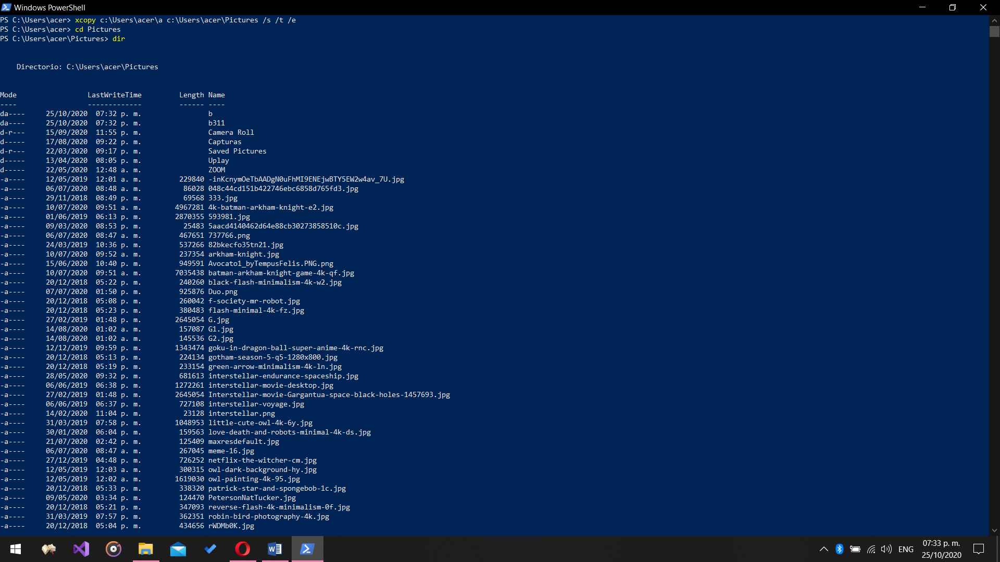 Windows PowerShell
PS C:\Users\acer> xcopy c:\Users\acer\a c:\Users\acer\Pictures /s /t /e
PS C:\Users\acer> cd Pictures
PS C:\Users\acer\Pictures> dir
Directorio: C:\Users\acer\Pictures
Mode LastWriteTime Length Name
---- ------------- ------ ----
da---- 25/10/2020 07:32 p. m. b
da---- 25/10/2020 07:32 p. m. b311
d-r--- 15/09/2020 11:55 p. m. Camera Roll
d----- 17/08/2020 09:22 p. m. Capturas
d-r--- 22/03/2020 09:17 p. m. Saved Pictures
d----- 13/04/2020 08:05 p. m. Uplay
d----- 22/05/2020 12:48 a. m. ZOOM
-a---- 12/05/2019 12:01 a. m. 229840 -inKcnymOeTbAADgN0uFhMI9ENEjwBTY5EW2w4av_7U.jpg
-a---- 06/07/2020 08:48 a. m. 86028 048c44cd151b422746ebc6858d765fd3.jpg
-a---- 29/11/2018 08:49 p. m. 69568 333.jpg
-a---- 10/07/2020 09:51 a. m. 4967281 4k-batman-arkham-knight-e2.jpg
-a---- 01/06/2019 06:13 p. m. 2870355 593981.jpg
-a---- 09/03/2020 08:53 p. m. 25483 5aacd4140462d64e88cb30273858510c.jpg
-a---- 06/07/2020 08:47 a. m. 467651 737766.png
-a---- 24/03/2019 10:36 p. m. 537266 82bkecfo35tn21.jpg
-a---- 10/07/2020 09:52 a. m. 237354 arkham-knight.jpg
-a---- 15/06/2020 10:40 p. m. 949591 Avocato1_byTempusFelis.PNG.png
-a---- 10/07/2020 09:51 a. m. 7035438 batman-arkham-knight-game-4k-qf.jpg
-a---- 20/12/2018 05:22 p. m. 240260 black-flash-minimalism-4k-w2.jpg
-a---- 07/07/2020 01:50 p. m. 925876 Duo.png
-a---- 20/12/2018 05:08 p. m. 260042 f-society-mr-robot.jpg
-a---- 20/12/2018 05:23 p. m. 380483 flash-minimal-4k-fz.jpg
-a---- 27/02/2019 01:48 p. m. 2645054 G.jpg
-a---- 14/08/2020 01:02 a. m. 157087 G1.jpg
-a---- 14/08/2020 01:02 a. m. 145536 G2.jpg
-a---- 12/12/2019 09:59 p. m. 1343474 goku-in-dragon-ball-super-anime-4k-rnc.jpg
-a---- 20/12/2018 05:13 p. m. 224134 gotham-season-5-q5-1280x800.jpg
-a---- 20/12/2018 05:19 p. m. 233154 green-arrow-minimalism-4k-ln.jpg
-a---- 28/05/2020 09:32 p. m. 681613 interstellar-endurance-spaceship.jpg
-a---- 06/06/2019 06:38 p. m. 1272261 interstellar-movie-desktop.jpg
-a---- 27/02/2019 01:48 p. m. 2645054 Interstellar-movie-Gargantua-space-black-holes-1457693.jpg
-a---- 06/06/2019 06:37 p. m. 727108 interstellar-voyage.jpg
-a---- 14/02/2020 11:04 p. m. 23128 interstellar.png
-a---- 31/03/2019 07:58 p. m. 1048953 little-cute-owl-4k-6y.jpg
-a---- 30/01/2020 06:04 p. m. 159563 love-death-and-robots-minimal-4k-ds.jpg
-a---- 21/07/2020 02:42 p. m. 125409 maxresdefault.jpg
-a---- 06/07/2020 08:47 a. m. 267045 meme-16.jpg
-a---- 27/12/2019 04:48 p. m. 726252 netflix-the-witcher-cm.jpg
-a---- 12/05/2019 12:03 a. m. 300315 owl-dark-background-hy.jpg
-a---- 12/05/2019 12:02 a. m. 1619030 owl-painting-4k-95.jpg
-a---- 20/12/2018 05:33 p. m. 338320 patrick-star-and-spongebob-1c.jpg
-a---- 09/05/2020 03:34 p. m. 124470 PetersonNatTucker.jpg
-a---- 20/12/2018 05:21 p. m. 347093 reverse-flash-4k-minimalism-0f.jpg
-a---- 31/03/2019 07:57 p. m. 362351 robin-bird-photography-4k.jpg
-a---- 20/12/2018 05:04 p. m. 434656 rWDMb0K.jpg
ENG
07:33 p. m.
25/10/2020